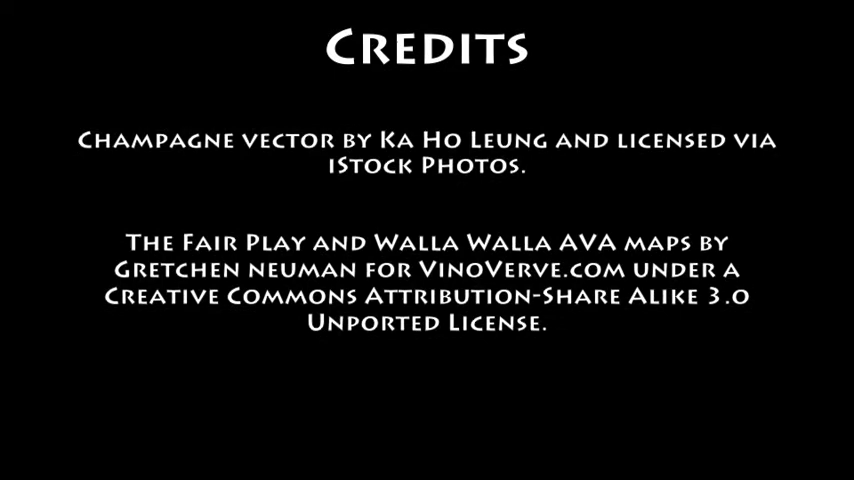 Credits
Champagne vector by Ka Ho Leung and licensed via
iStock Photos.
The Fair Play and Walla Walla AVA maps by
Gretchen neuman for VinoVerve.com under a
Creative Commons Attribution-Share Alike 3.0
Unported License.